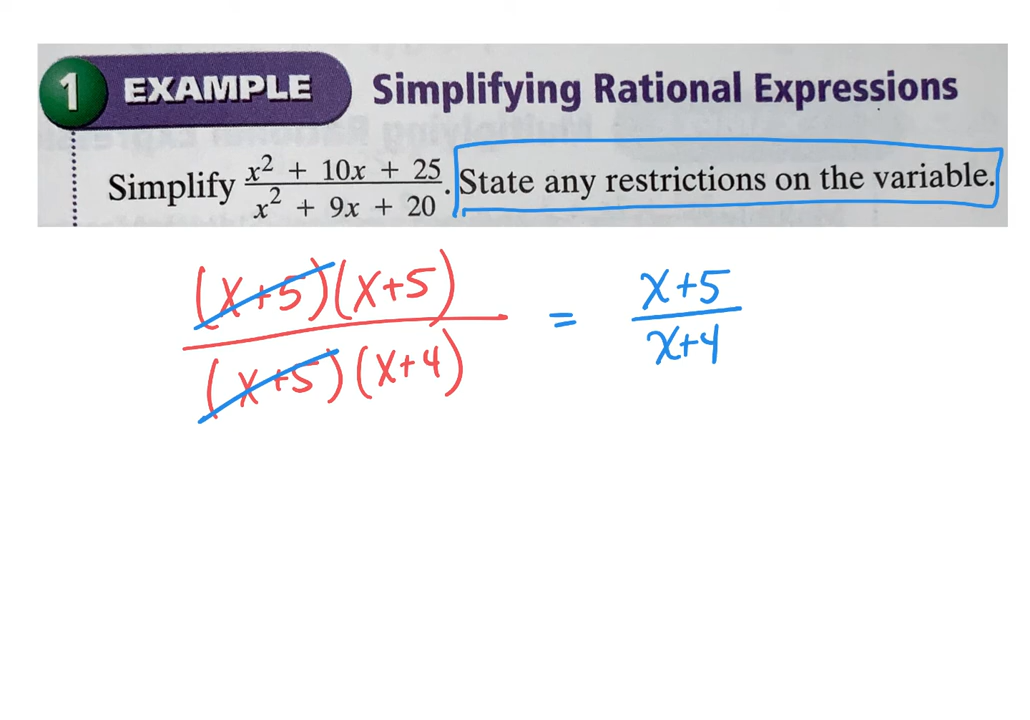 1 EXAMPLE Simplifying Rational Expressions
Simplify (x² + 10x + 25)/(x² + 9x + 20). State any restrictions on the variable.
(x+5)(x+5)/(x+5)(x+4) = x+5/x+4